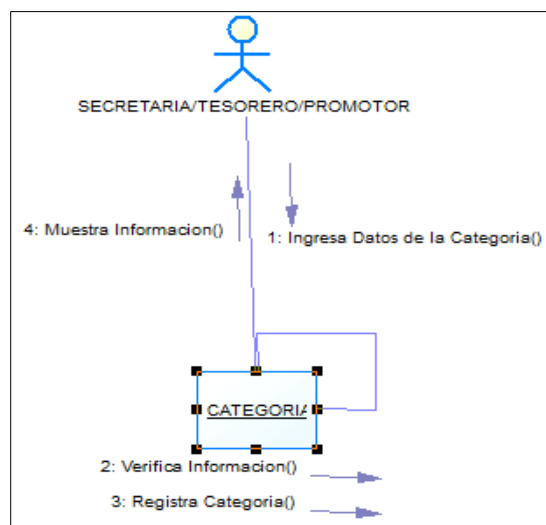 SECRETARIA/TESORERO/PROMOTOR
4: Muestra Informacion()
1: Ingresa Datos de la Categoria()
CATEGORIA
2: Verifica Informacion()
3: Registra Categoria()